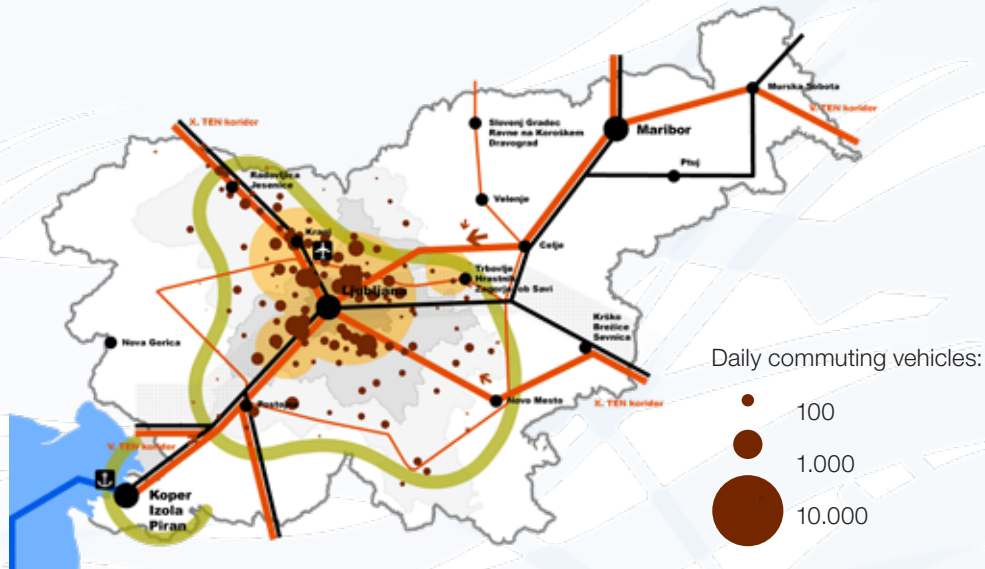 X. TEN koridor
Murska Sobota
V. TEN koridor
Slovenj Gradec
Ravne na Koroškem
Dravograd
Maribor
Ptuj
Radovljica
Jesenice
Velenje
Kranj
Celje
Trbovlje
Hrastnik
Zagorje ob Savi
Ljubljana
Krško
Brežice
Sevnica
Nova Gorica
Daily commuting vehicles:
100
1.000
10.000
Novo Mesto
X. TEN koridor
Postojna
V. TEN koridor
Koper
Izola
Piran